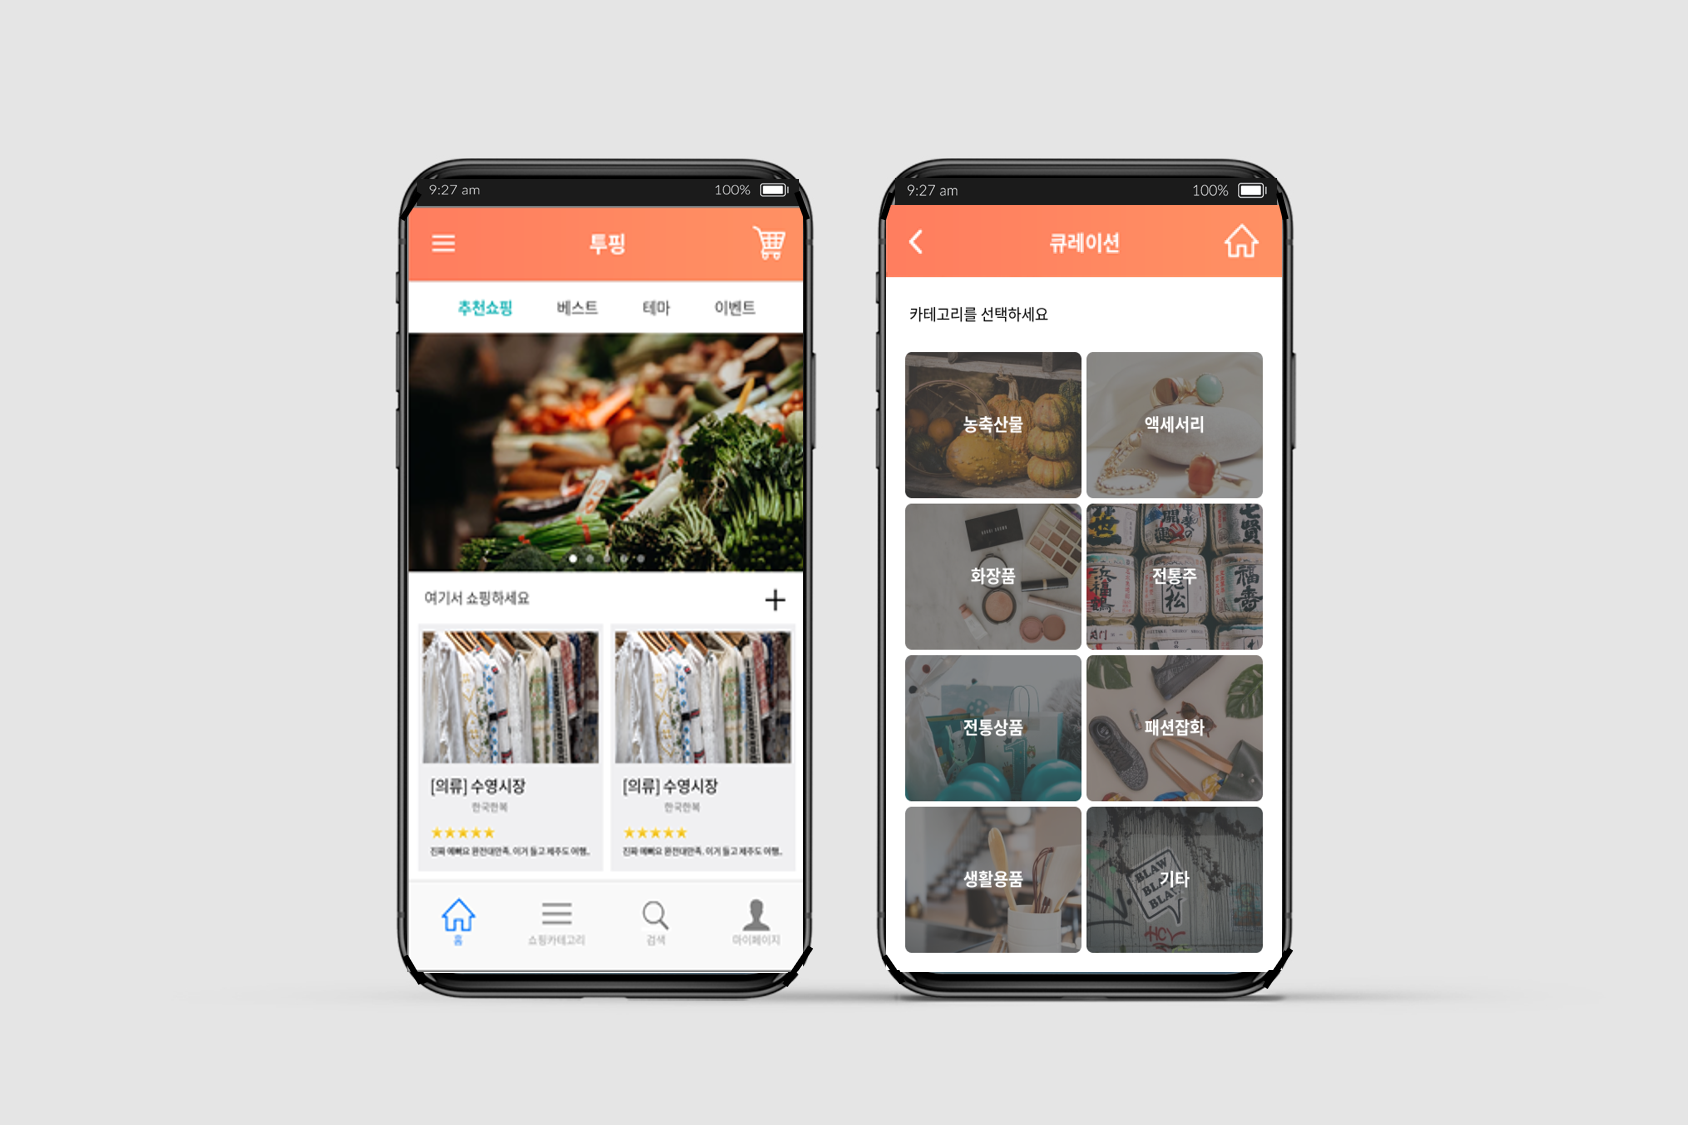 9:27 am 100%
투핑
추천쇼핑 베스트 테마 이벤트
여기서 쇼핑하세요
[의류] 수영시장
한국한복
진짜 예뻐요 완전대만족, 이거 들고 제주도 여행..
[의류] 수영시장
한국한복
진짜 예뻐요 완전대만족, 이거 들고 제주도 여행..
홈 쇼핑카테고리 검색 마이페이지
9:27 am 100%
큐레이션
카테고리를 선택하세요
농축산물 액세서리
화장품 전통주
전통상품 패션잡화
생활용품 기타
BLAW
BLAW